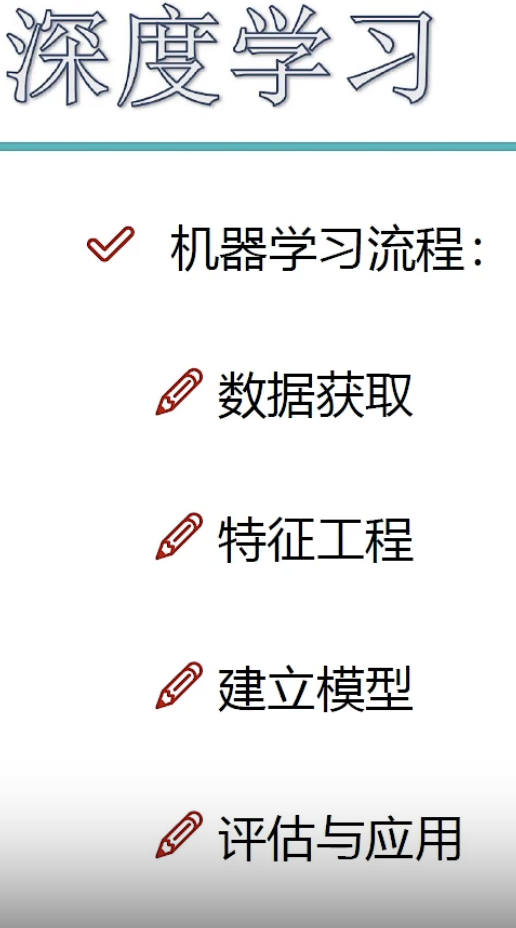 深度学习
机器学习流程：
数据获取
特征工程
建立模型
评估与应用